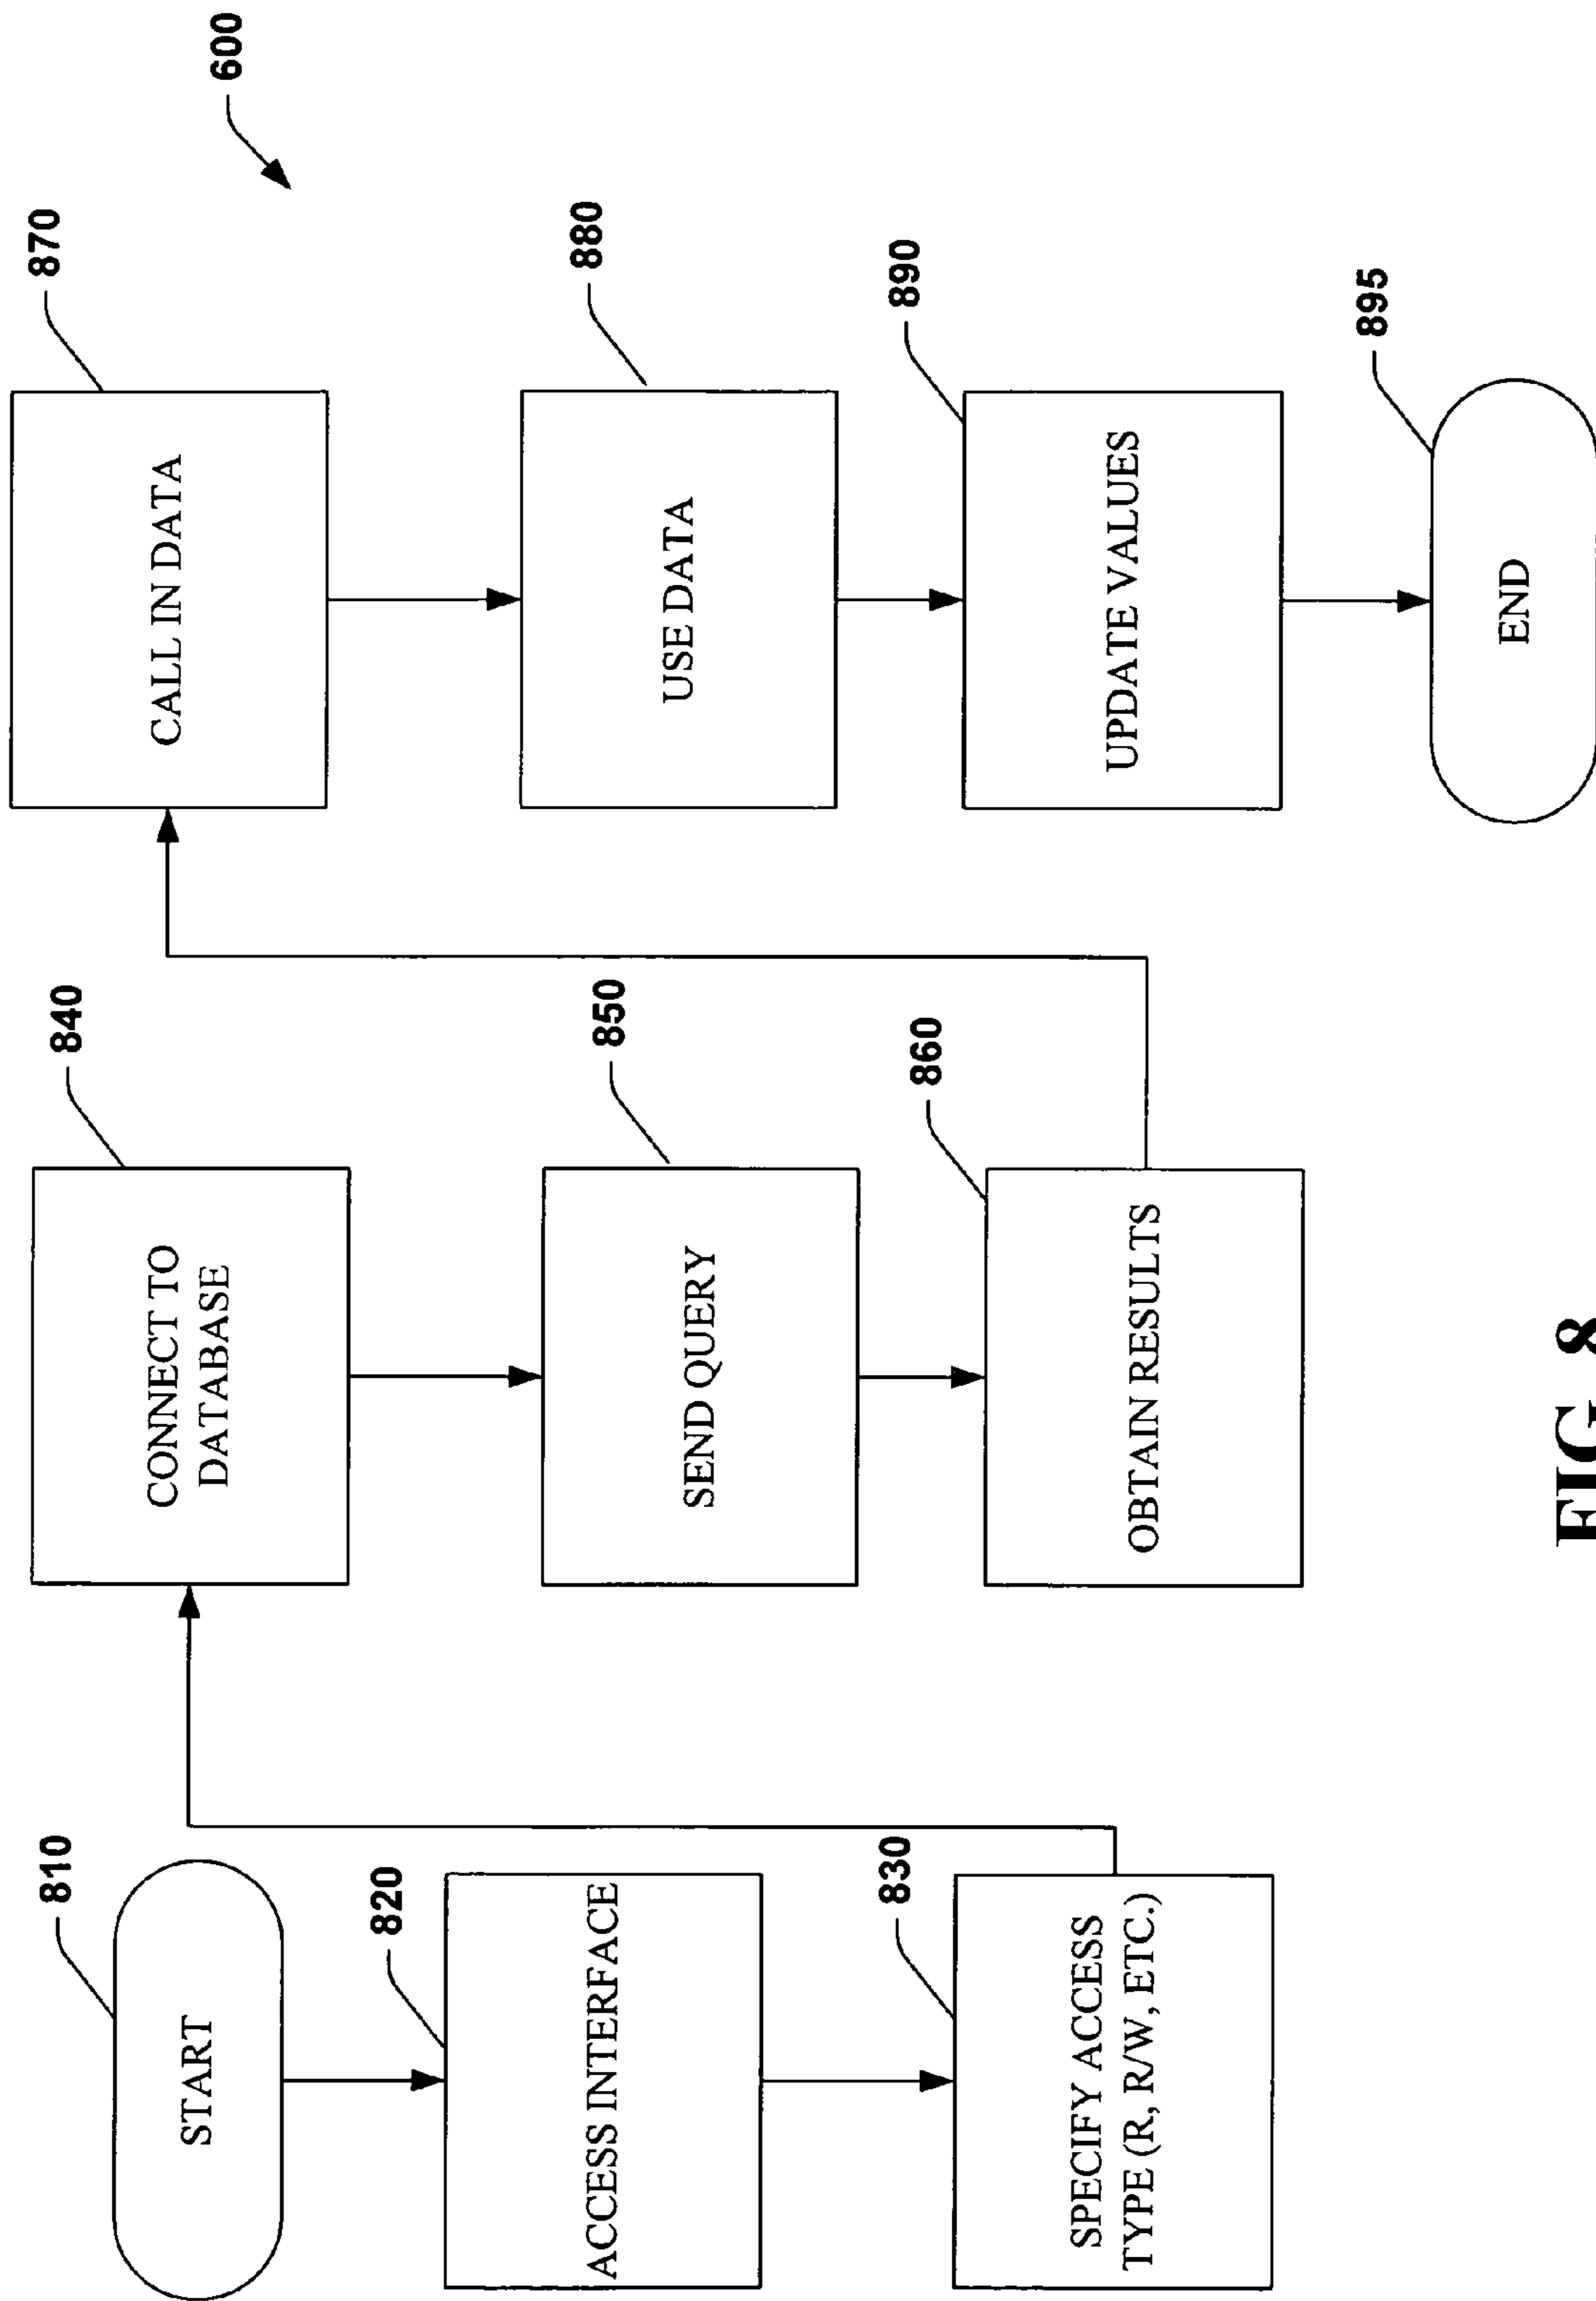 600
810
START
820
ACCESS INTERFACE
830
SPECIFY ACCESS
TYPE (R, R/W, ETC.)
840
CONNECT TO
DATABASE
850
SEND QUERY
860
OBTAIN RESULTS
870
CALL IN DATA
880
USE DATA
890
UPDATE VALUES
895
END
FIG. 8